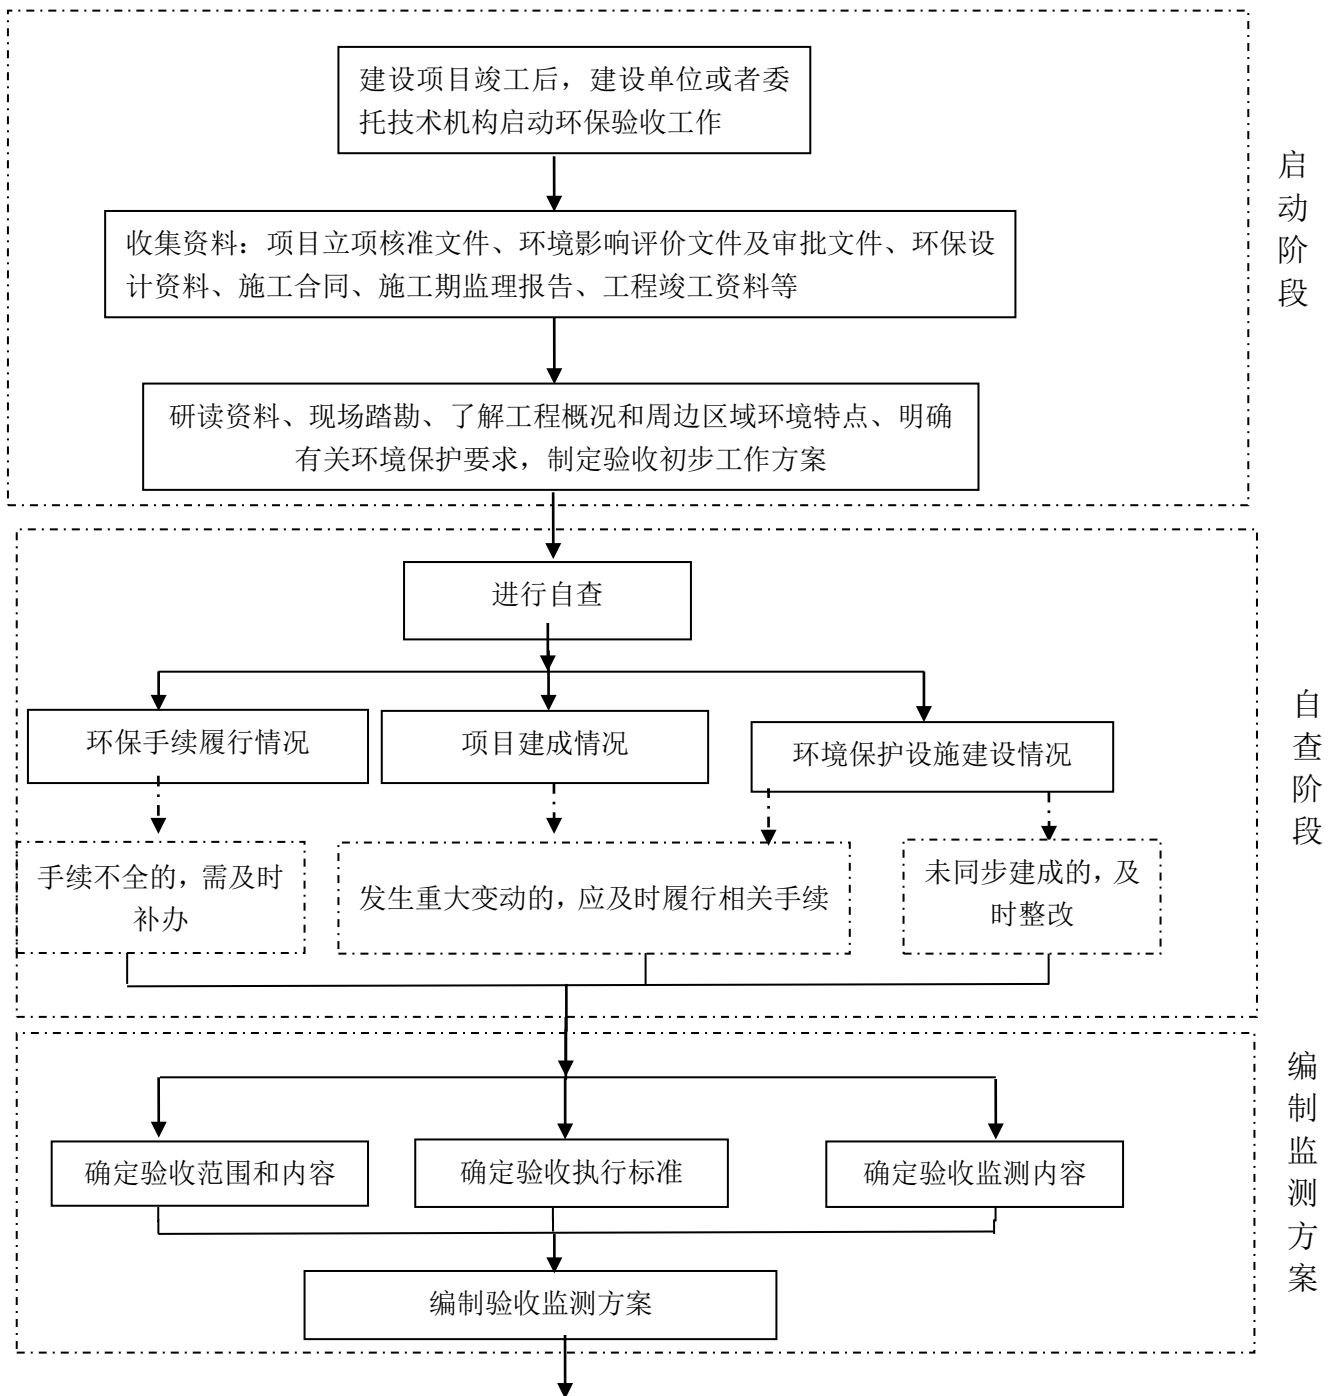 建设项目竣工后，建设单位或者委
托技术机构启动环保验收工作
收集资料：项目立项核准文件、环境影响评价文件及审批文件、环保设
计资料、施工合同、施工期监理报告、工程竣工资料等
研读资料、现场踏勘、了解工程概况和周边区域环境特点、明确
有关环境保护要求，制定验收初步工作方案
启动阶段
进行自查
环保手续履行情况
项目建成情况
环境保护设施建设情况
手续不全的，需及时
补办
发生重大变动的，应及时履行相关手续
未同步建成的，及
时整改
自查阶段
确定验收范围和内容
确定验收执行标准
确定验收监测内容
编制验收监测方案
编制监测方案